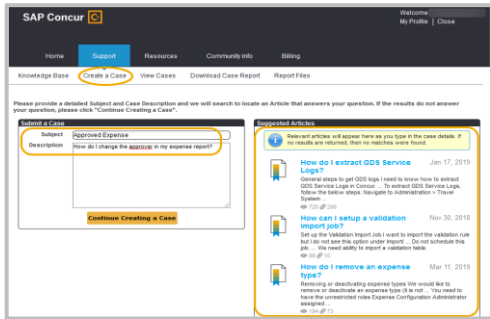 SAP Concur C
Welcome
My Profile | Close
Home Support Resources Community Info Billing
Knowledge Base Create a Case View Cases Download Case Report Report Files
Please provide a detailed Subject and Case Description and we will search to locate an Article that answers your question. If the results do not answer
your question, please click "Continue Creating a Case".
Submit a Case
Subject Approved Expense
Description How do I change the approver in my expense report?
Continue Creating a Case
Suggested Articles
Relevant articles will appear here as you type in the case details. If
no results are returned, then no matches were found.
How do I extract GDS Service
Logs?
Jan 17, 2019
General steps to get GDS logs I need to know how to extract
GDS Service Logs in Concur. ... To extract GDS Service Logs,
follow the below steps: Navigate to Administration > Travel
System ...
How can I setup a validation
import job?
Nov 30, 2018
Set up the Validation Import Job I want to import the validation rule
but I do not see this option under Import/ ... Do not schedule this
job. ... We need ability to import a validation table.
How do I remove an expense
type?
Mar 11, 2019
Removing or deactivating expense types We would like to
remove or deactivate an expense type (it is not ... You need to
have the unrestricted roles Expense Configuration Administrator
assigned ...
194 73